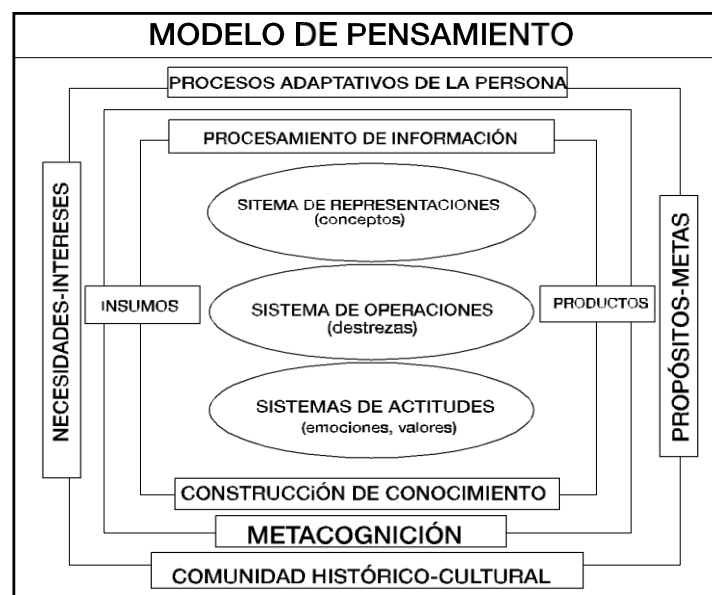 MODELO DE PENSAMIENTO
PROCESOS ADAPTATIVOS DE LA PERSONA
PROCESAMIENTO DE INFORMACIÓN
SITEMA DE REPRESENTACIONES
(conceptos)
NECESIDADES-INTERESES
INSUMOS
SISTEMA DE OPERACIONES
(destrezas)
PRODUCTOS
PROPÓSITOS-METAS
SISTEMAS DE ACTITUDES
(emociones, valores)
CONSTRUCCiÓN DE CONOCIMIENTO
METACOGNICIÓN
COMUNIDAD HISTÓRICO-CULTURAL